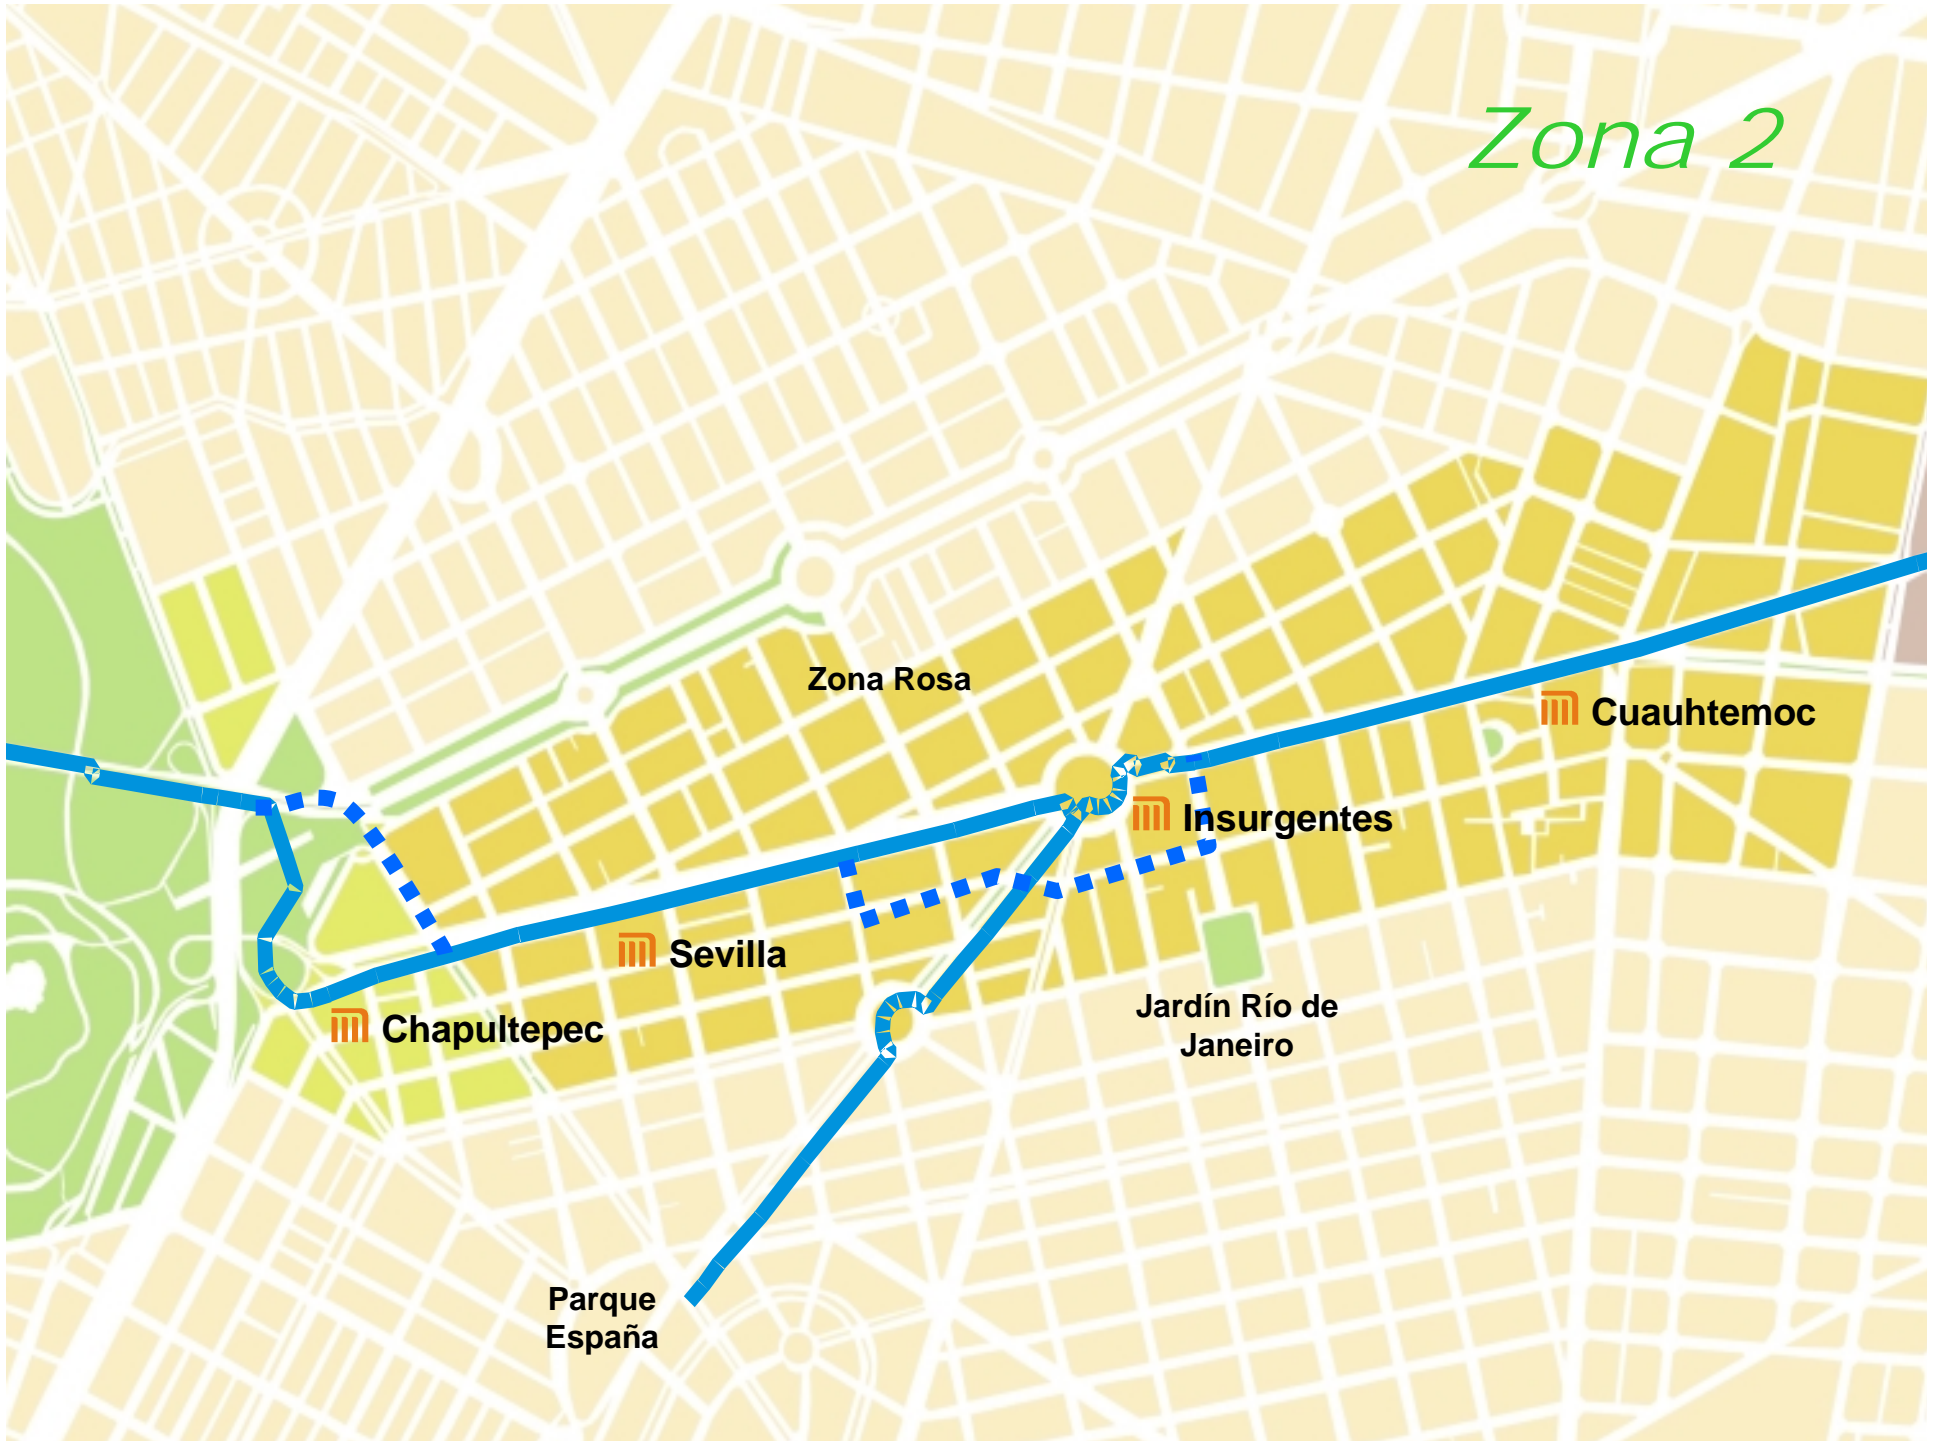 Zona 2
Zona Rosa
Cuauhtemoc
Insurgentes
Sevilla
Jardín Río de
Janeiro
Chapultepec
Parque
España